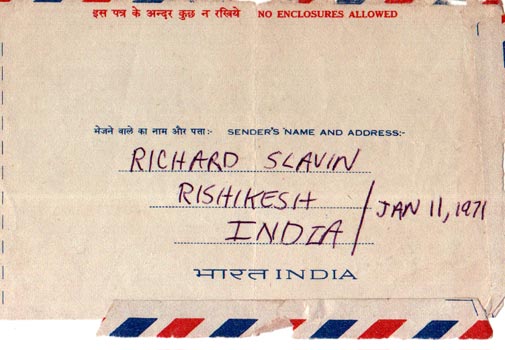 इस पत्र के अन्दर कुछ न रखिये NO ENCLOSURES ALLOWED
भेजने वाले का नाम और पता:- SENDER'S NAME AND ADDRESS:-
RICHARD SLAVIN
RISHIKESH
INDIA / JAN 11, 1971
भारत INDIA